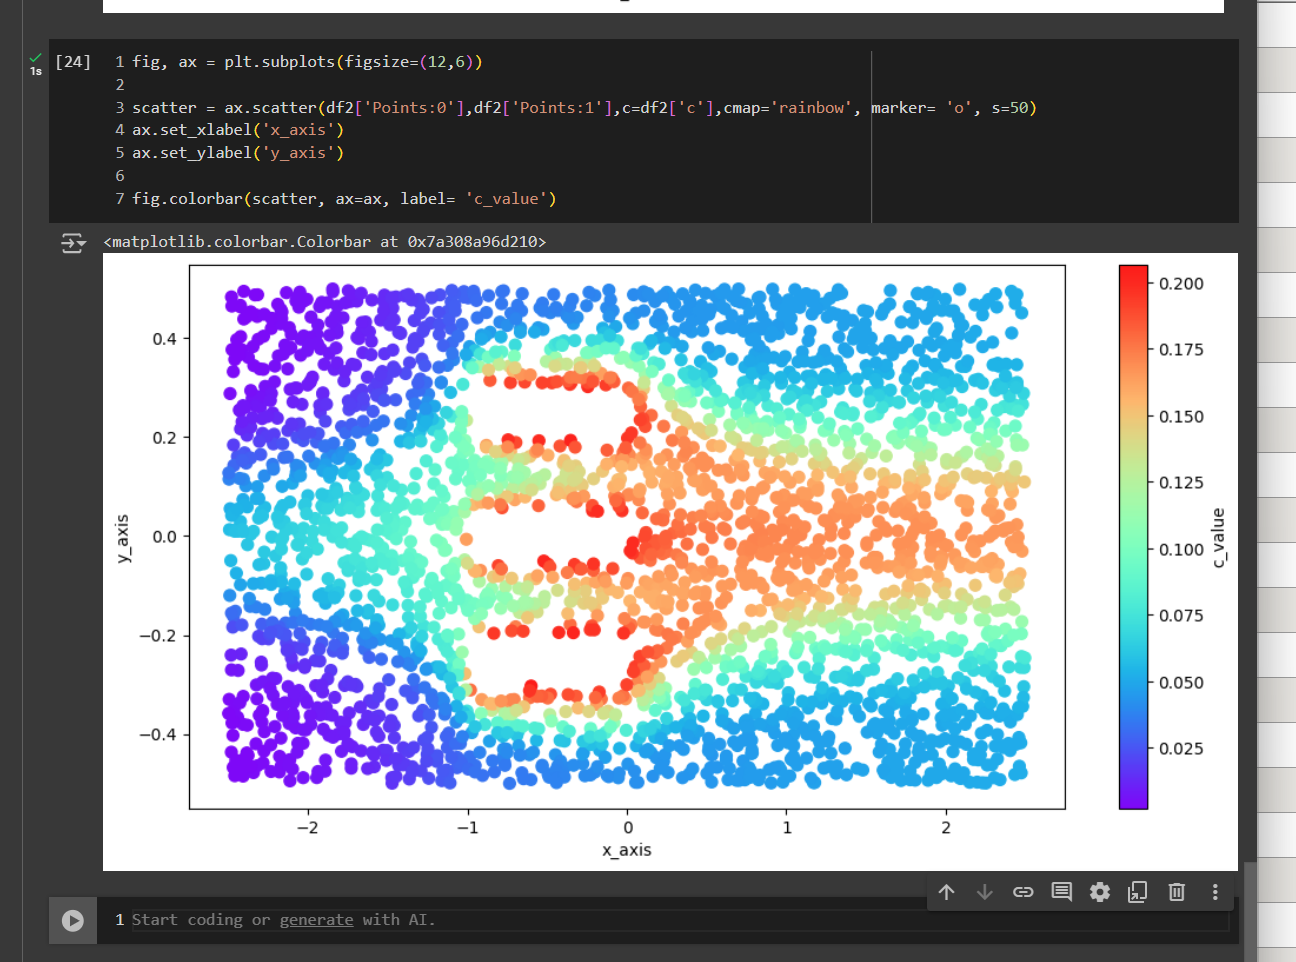 [24]
1s
1 fig, ax = plt.subplots(figsize=(12,6))
2
3 scatter = ax.scatter(df2['Points:0'],df2['Points:1'],c=df2['c'],cmap='rainbow', marker= 'o', s=50)
4 ax.set_xlabel('x_axis')
5 ax.set_ylabel('y_axis')
6
7 fig.colorbar(scatter, ax=ax, label= 'c_value')
<matplotlib.colorbar.Colorbar at 0x7a308a96d210>
0.4
0.2
0.0
−0.2
−0.4
y_axis
−2
−1
0
1
2
x_axis
0.200
0.175
0.150
0.125
0.100
0.075
0.050
0.025
c_value
1 Start coding or generate with AI.